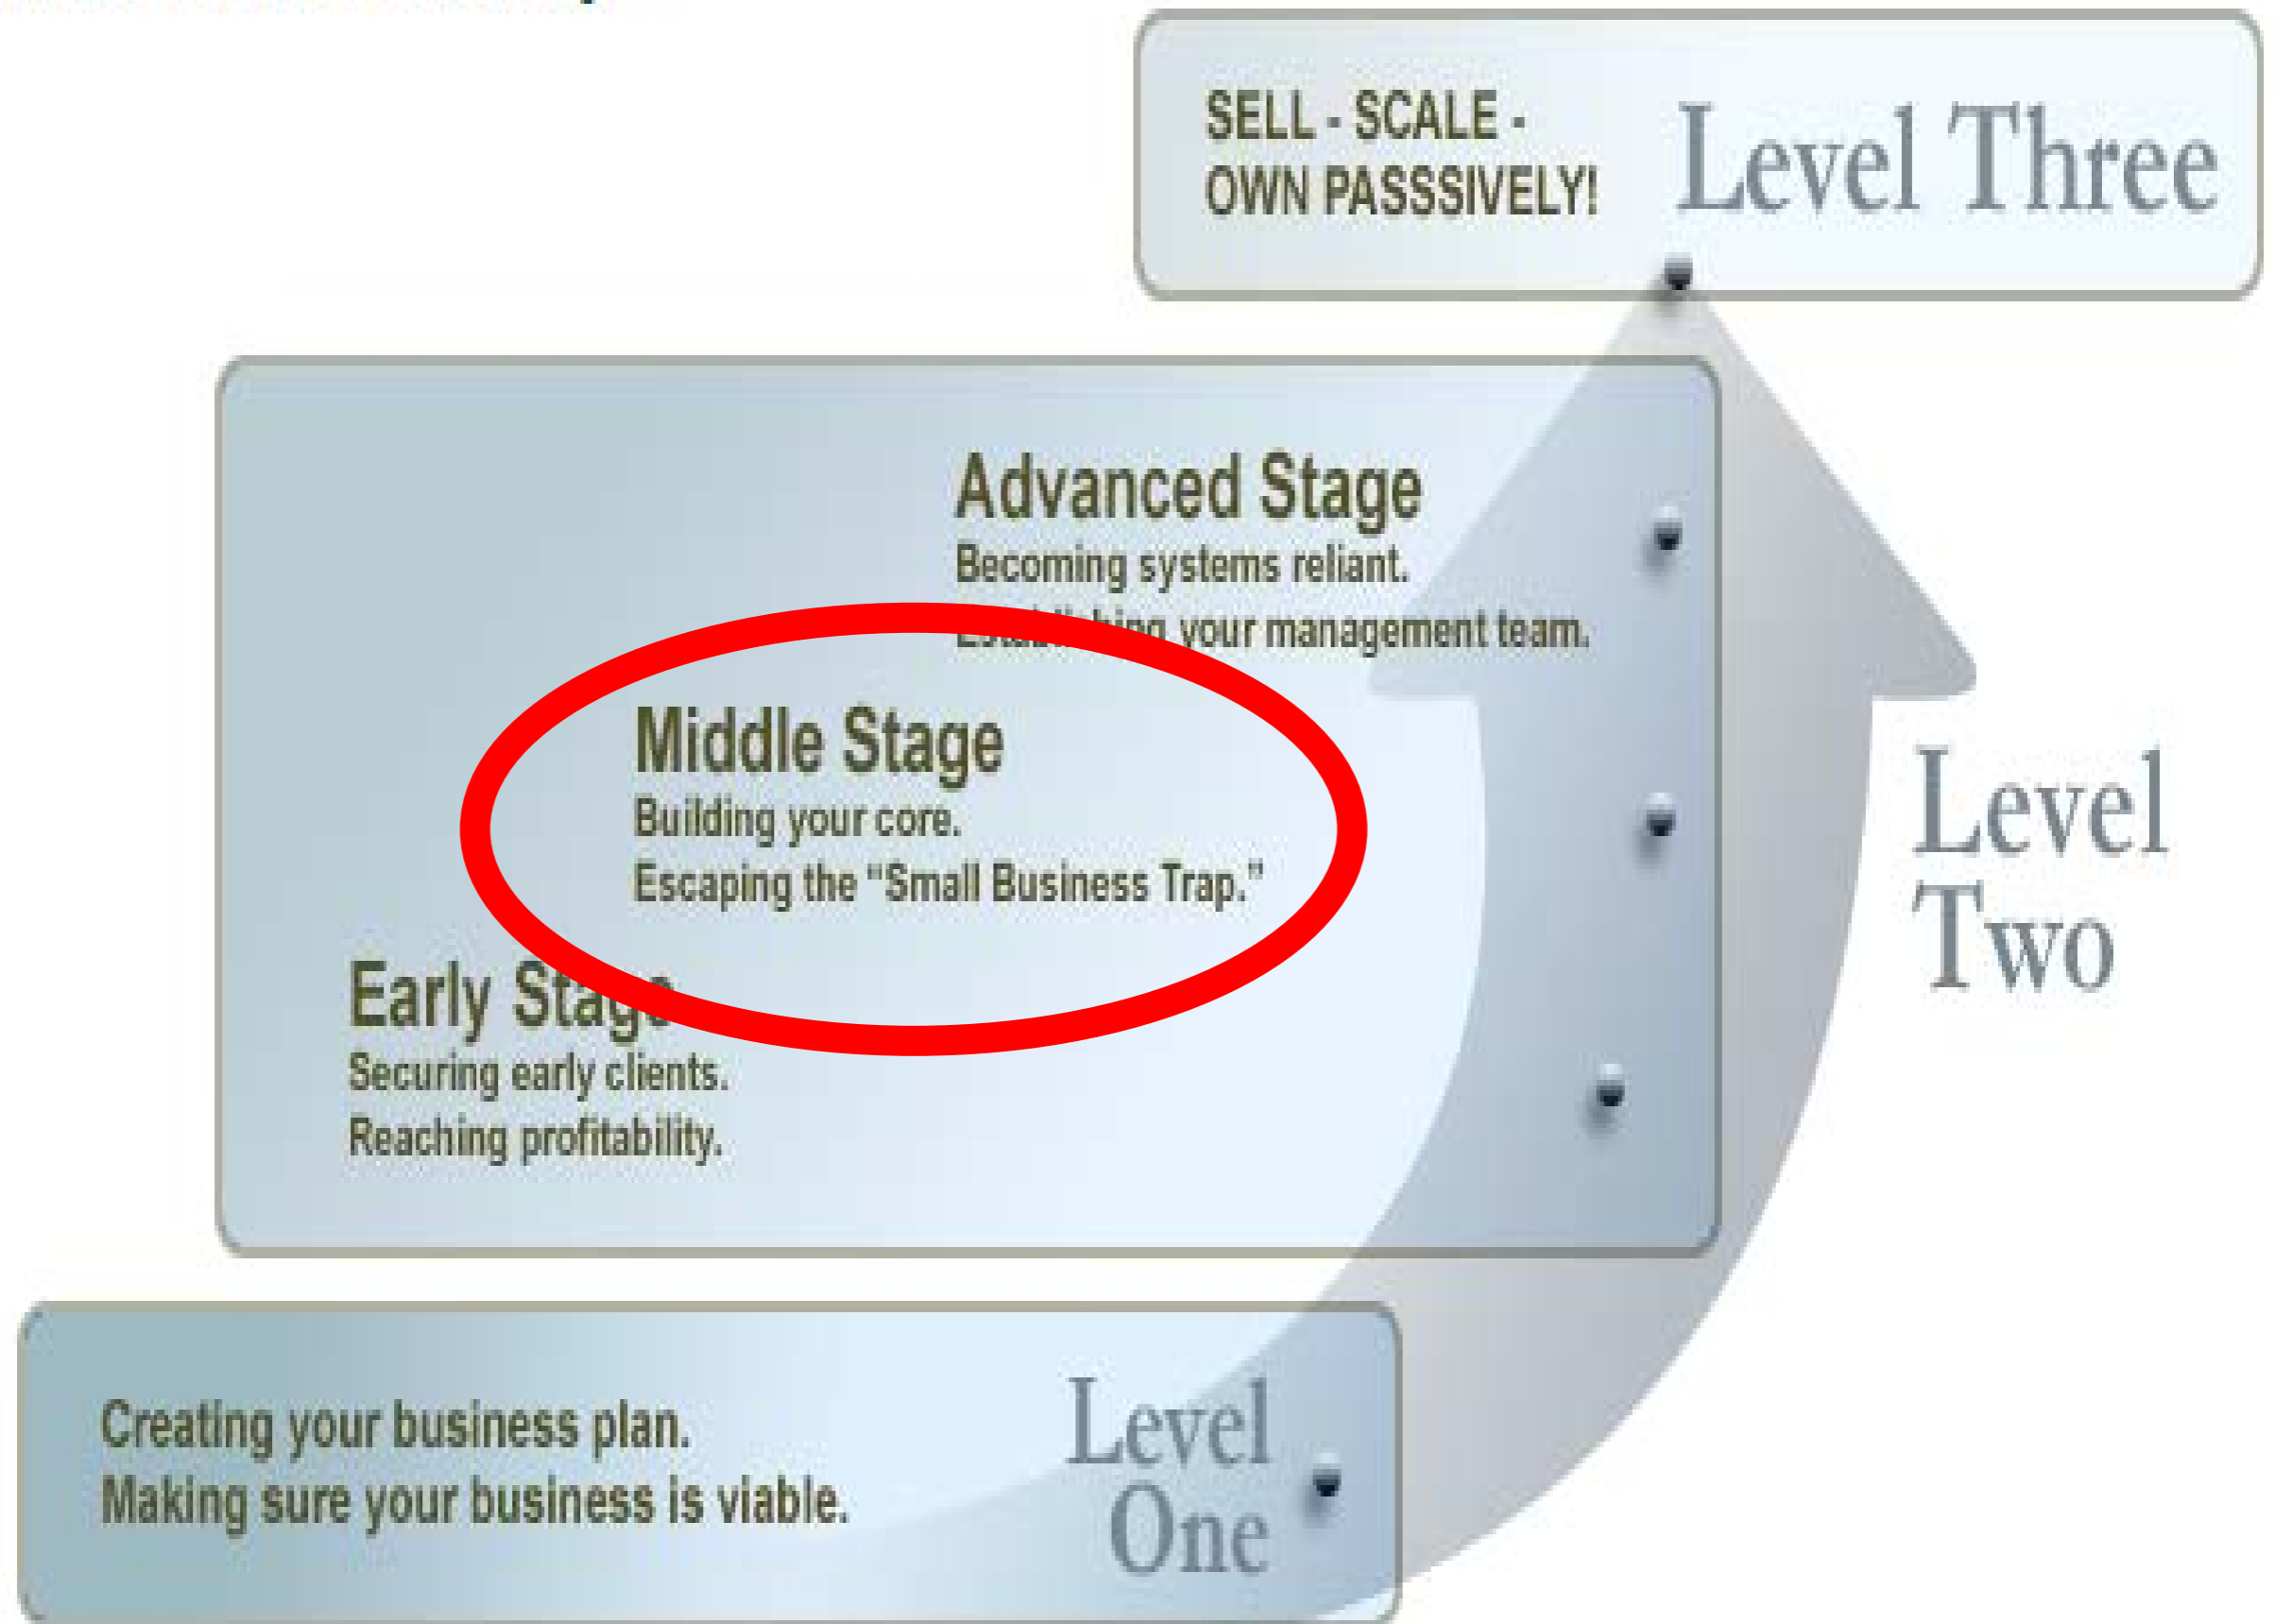 SELL - SCALE -
OWN PASSSIVELY!
Level Three
Advanced Stage
Becoming systems reliant.
Establishing your management team.
Middle Stage
Building your core.
Escaping the “Small Business Trap.”
Level
Two
Early Stage
Securing early clients.
Reaching profitability.
Creating your business plan.
Making sure your business is viable.
Level
One